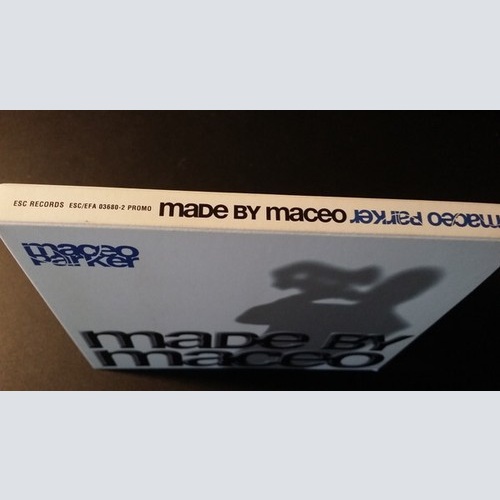 ESC RECORDS ESC/EFA 03680-2 PROMO made BY maceo maceo Parker
maceo
Parker
made BY
maceo